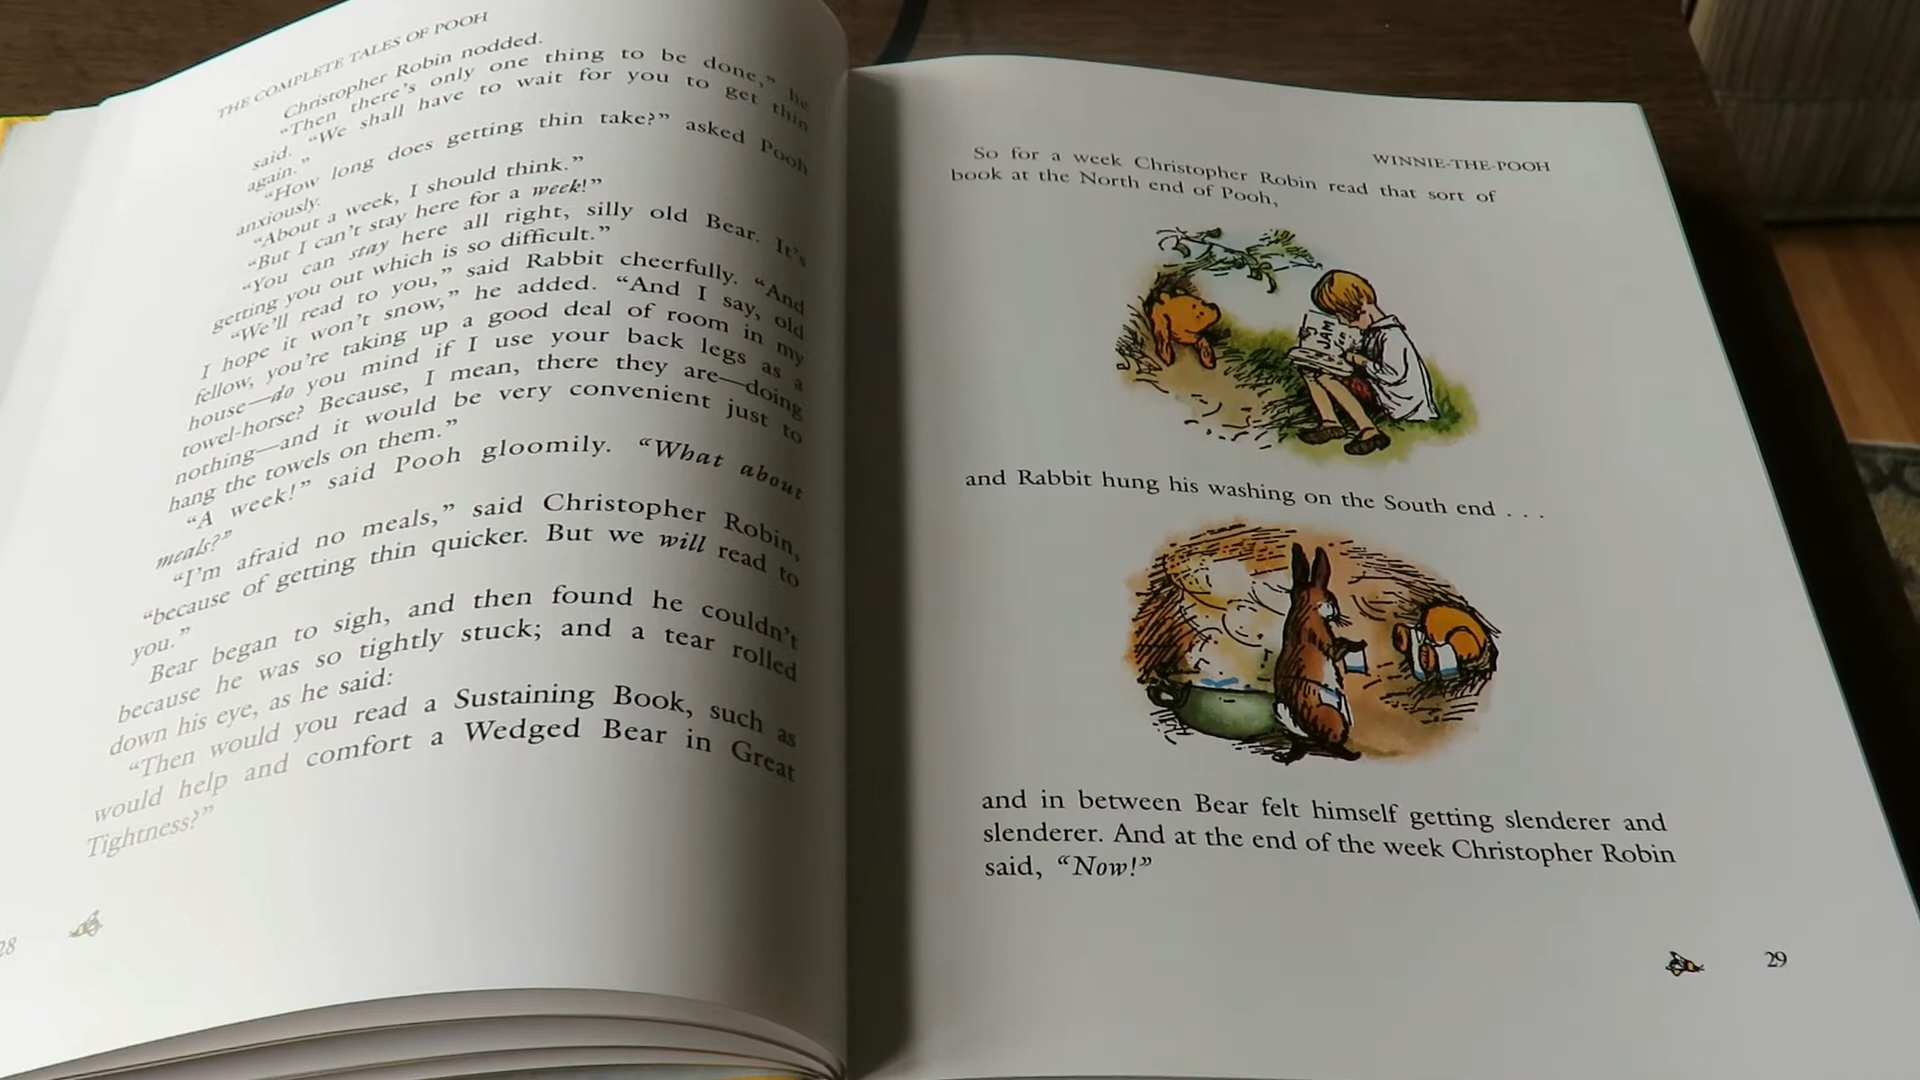 THE COMPLETE TALES OF POOH
Christopher Robin nodded.
“Then there’s only one thing to be done,” he
said. “We shall have to wait for you to get thin
again.”
“How long does getting thin take?” asked Pooh
anxiously.
“About a week, I should think.”
“But I can’t stay here for a week!”
“You can stay here all right, silly old Bear. It’s
getting you out which is so difficult.”
“We’ll read to you,” said Rabbit cheerfully. “And
I hope it won’t snow,” he added. “And I say, old
fellow, you’re taking up a good deal of room in my
house—do you mind if I use your back legs as a
towel-horse? Because, I mean, there they are—doing
nothing—and it would be very convenient just to
hang the towels on them.”
“A week!” said Pooh gloomily. “What about
meals?”
“I’m afraid no meals,” said Christopher Robin,
“because of getting thin quicker. But we will read to
you.”
Bear began to sigh, and then found he couldn’t
because he was so tightly stuck; and a tear rolled
down his eye, as he said:
“Then would you read a Sustaining Book, such as
would help and comfort a Wedged Bear in Great
Tightness?”
28
WINNIE-THE-POOH
So for a week Christopher Robin read that sort of
book at the North end of Pooh,
JAM
and Rabbit hung his washing on the South end . . .
and in between Bear felt himself getting slenderer and
slenderer. And at the end of the week Christopher Robin
said, “Now!”
29